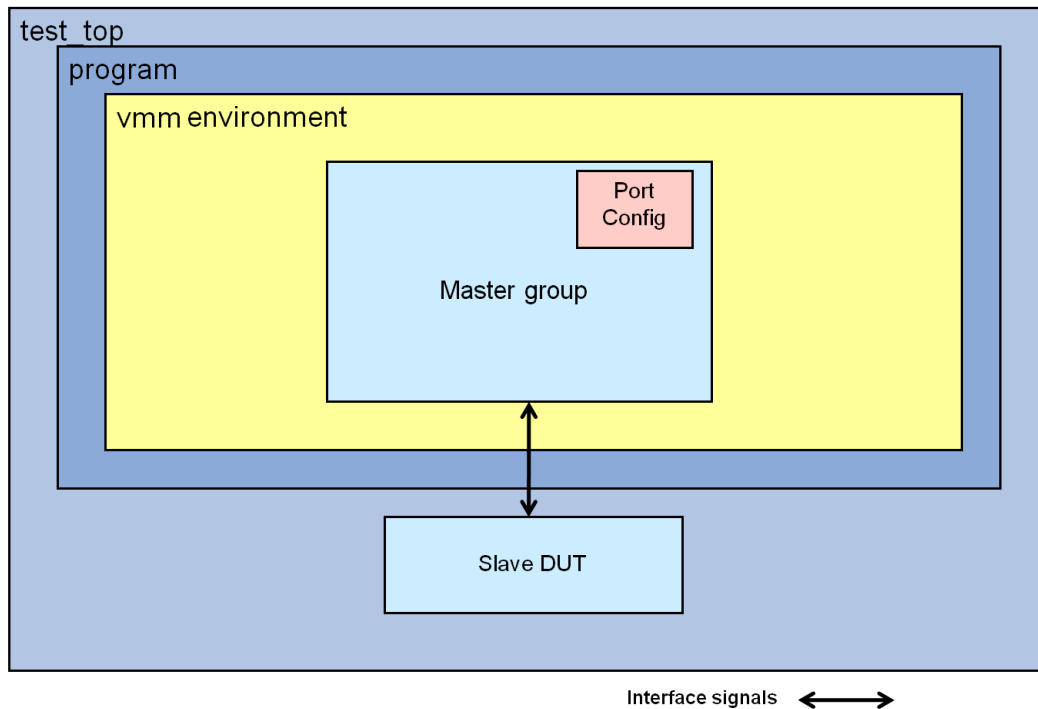 test_top
program
vmm environment
Port
Config
Master group
Slave DUT
Interface signals